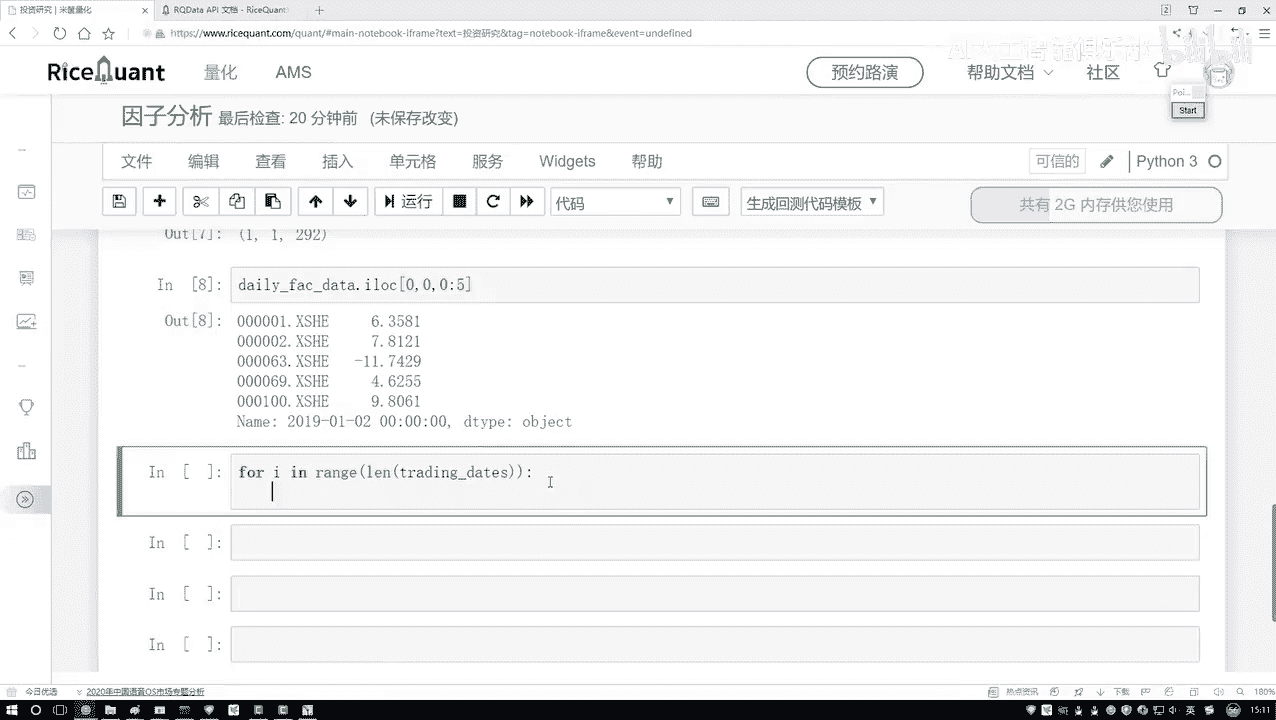 投资研究 | 米筐量化
RQData API 文档 - RiceQuant
https://www.ricequant.com/quant/#main-notebook-iframe?text=投资研究&tag=notebook-iframe&event=undefined
RiceQuant 量化 AMS 预约路演 帮助文档 社区
Start
因子分析 最后检查: 20 分钟前 (未保存改变)
文件 编辑 查看 插入 单元格 服务 Widgets 帮助 可信的 Python 3
运行 代码 生成回测代码模板 共有 2G 内存供您使用
Out[7]: (1, 1, 292)
In [8]: daily_fac_data.iloc[0,0,0:5]
Out[8]: 000001.XSHE 6.3581
000002.XSHE 7.8121
000063.XSHE -11.7429
000069.XSHE 4.6255
000100.XSHE 9.8061
Name: 2019-01-02 00:00:00, dtype: object
In [ ]: for i in range(len(trading_dates)):
In [ ]:
In [ ]:
In [ ]:
今日优选 2020年中国语音OS市场专题分析 热点资讯 下载 180%
英 15:11